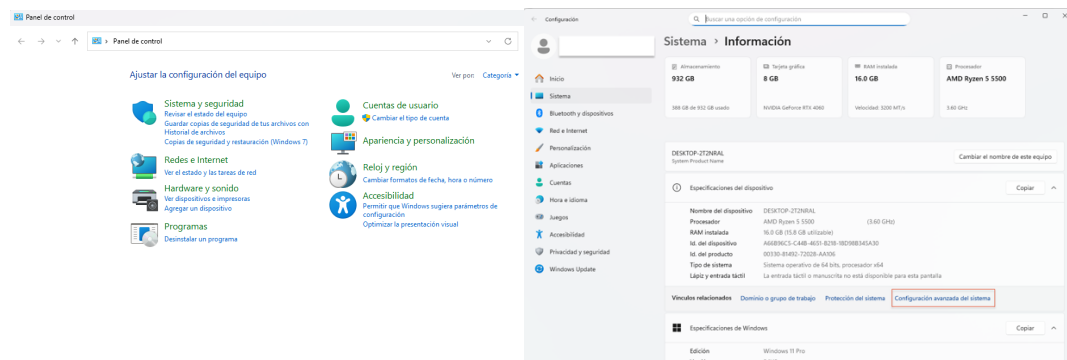 Panel de control
Panel de control
Ajustar la configuración del equipo
Ver por: Categoría
Sistema y seguridad
Revisar el estado del equipo
Guardar copias de seguridad de tus archivos con
Historial de archivos
Copias de seguridad y restauración (Windows 7)
Redes e Internet
Ver el estado y las tareas de red
Hardware y sonido
Ver dispositivos e impresoras
Agregar un dispositivo
Programas
Desinstalar un programa
Cuentas de usuario
Cambiar el tipo de cuenta
Apariencia y personalización
Reloj y región
Cambiar formatos de fecha, hora o número
Accesibilidad
Permitir que Windows sugiera parámetros de
configuración
Optimizar la presentación visual
Configuración
Buscar una opción de configuración
Inicio
Sistema
Bluetooth y dispositivos
Red e Internet
Personalización
Aplicaciones
Cuentas
Hora e idioma
Juegos
Accesibilidad
Privacidad y seguridad
Windows Update
Sistema > Información
Almacenamiento
932 GB
388 GB de 932 GB usado
Tarjeta gráfica
8 GB
NVIDIA GeForce RTX 4060
RAM instalada
16.0 GB
Velocidad: 3200 MT/s
Procesador
AMD Ryzen 5 5500
3.60 GHz
DESKTOP-2T2NRAL
System Product Name
Cambiar el nombre de este equipo
Especificaciones del dispositivo
Copiar
Nombre del dispositivo DESKTOP-2T2NRAL
Procesador AMD Ryzen 5 5500 (3.60 GHz)
RAM instalada 16.0 GB (15.8 GB utilizable)
Id. del dispositivo A66B96C5-C44B-4651-B218-18D98B345A30
Id. del producto 00330-81492-72028-AA106
Tipo de sistema Sistema operativo de 64 bits, procesador x64
Lápiz y entrada táctil La entrada táctil o manuscrita no está disponible para esta pantalla
Vínculos relacionados Dominio o grupo de trabajo Protección del sistema Configuración avanzada del sistema
Especificaciones de Windows
Copiar
Edición Windows 11 Pro